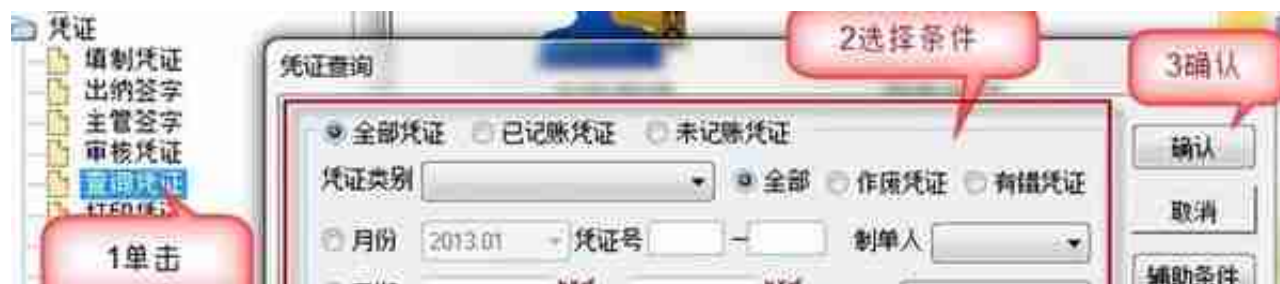 凭证
填制凭证
出纳签字
主管签字
审核凭证
查询凭证
1单击
凭证查询
2选择条件
3确认
全部凭证 已记账凭证 未记账凭证
凭证类别 全部 作废凭证 有错凭证
月份 2013.01 凭证号 — 制单人
确认
取消
辅助条件